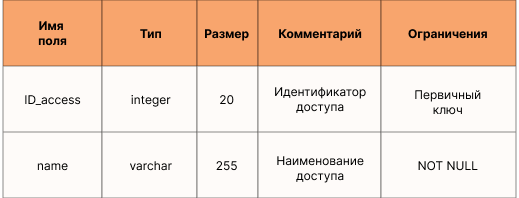 Имя
поля
Тип
Размер
Комментарий
Ограничения
ID_access
integer
20
Идентификатор
доступа
Первичный
ключ
name
varchar
255
Наименование
доступа
NOT NULL